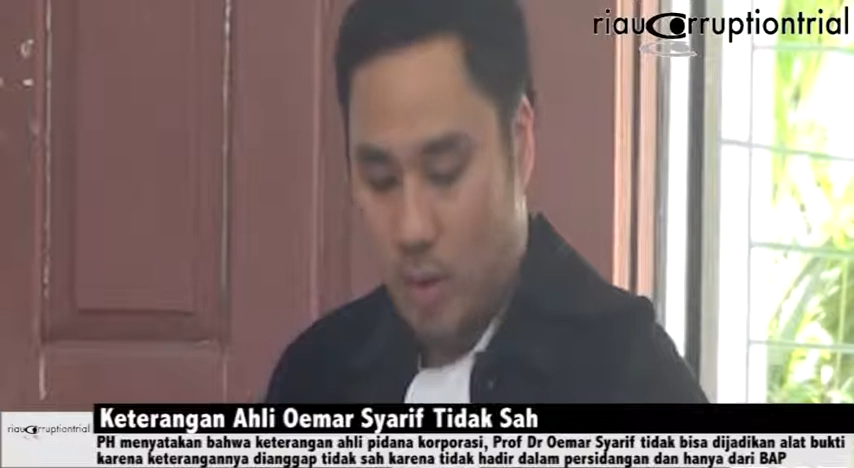 riaucorruptiontrial
Keterangan Ahli Oemar Syarif Tidak Sah
riaucorruptiontrial
PH menyatakan bahwa keterangan ahli pidana korporasi, Prof Dr Oemar Syarif tidak bisa dijadikan alat bukti
karena keterangannya dianggap tidak sah karena tidak hadir dalam persidangan dan hanya dari BAP